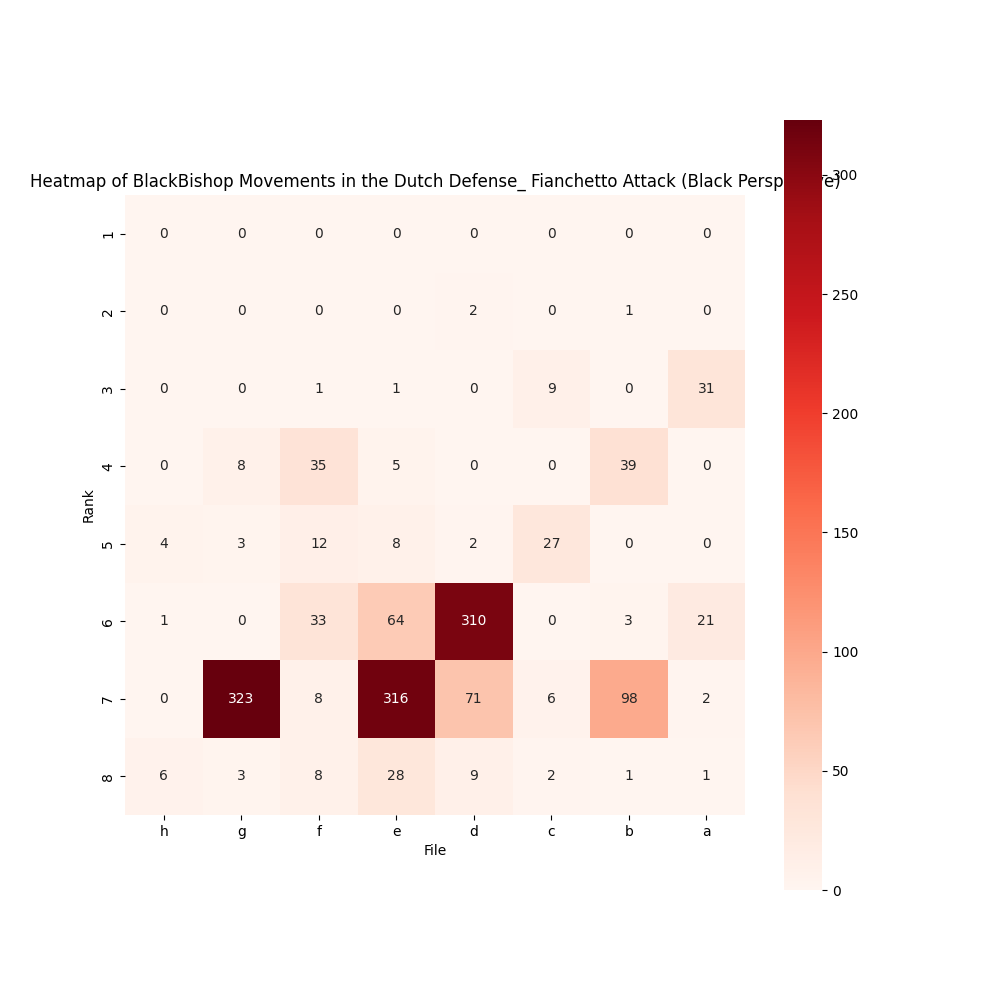 Heatmap of BlackBishop Movements in the Dutch Defense_ Fianchetto Attack (Black Persp    ve)
300
1 0 0 0 0 0 0 0 0
250
2 0 0 0 0 2 0 1 0
3 0 0 1 1 0 9 0 31
200
4 0 8 35 5 0 0 39 0
Rank
150
5 4 3 12 8 2 27 0 0
6 1 0 33 64 310 0 3 21
100
7 0 323 8 316 71 6 98 2
50
8 6 3 8 28 9 2 1 1
h g f e d c b a
File
0